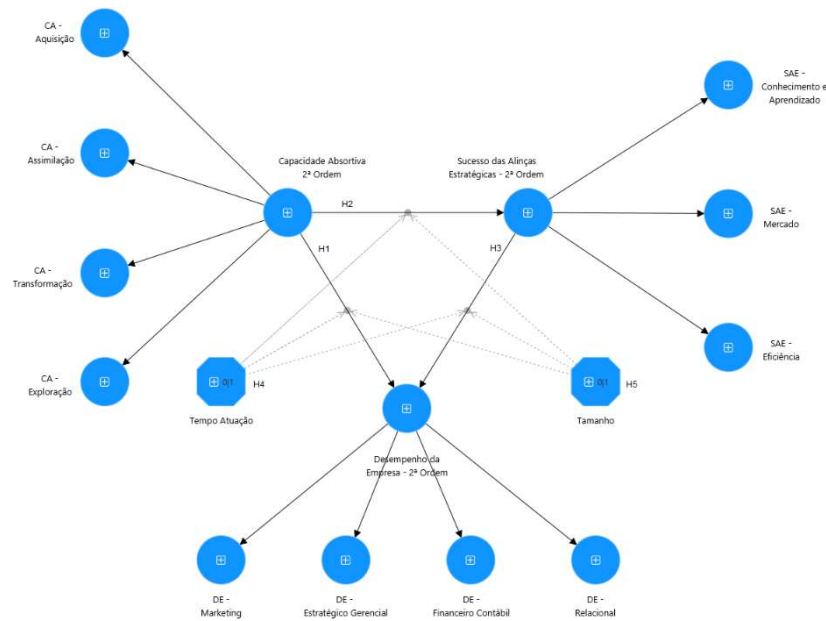 CA -
Aquisição
SAE -
Conhecimento e
Aprendizado
CA -
Assimilação
Capacidade Absortiva
2ª Ordem
Sucesso das Alinças
Estratégicas - 2ª Ordem
H2
SAE -
Mercado
H1
H3
CA -
Transformação
SAE -
Eficiência
CA -
Exploração
0|1
H4
Tempo Atuação
0|1
H5
Tamanho
Desempenho da
Empresa - 2ª Ordem
DE -
Marketing
DE -
Estratégico Gerencial
DE -
Financeiro Contábil
DE -
Relacional